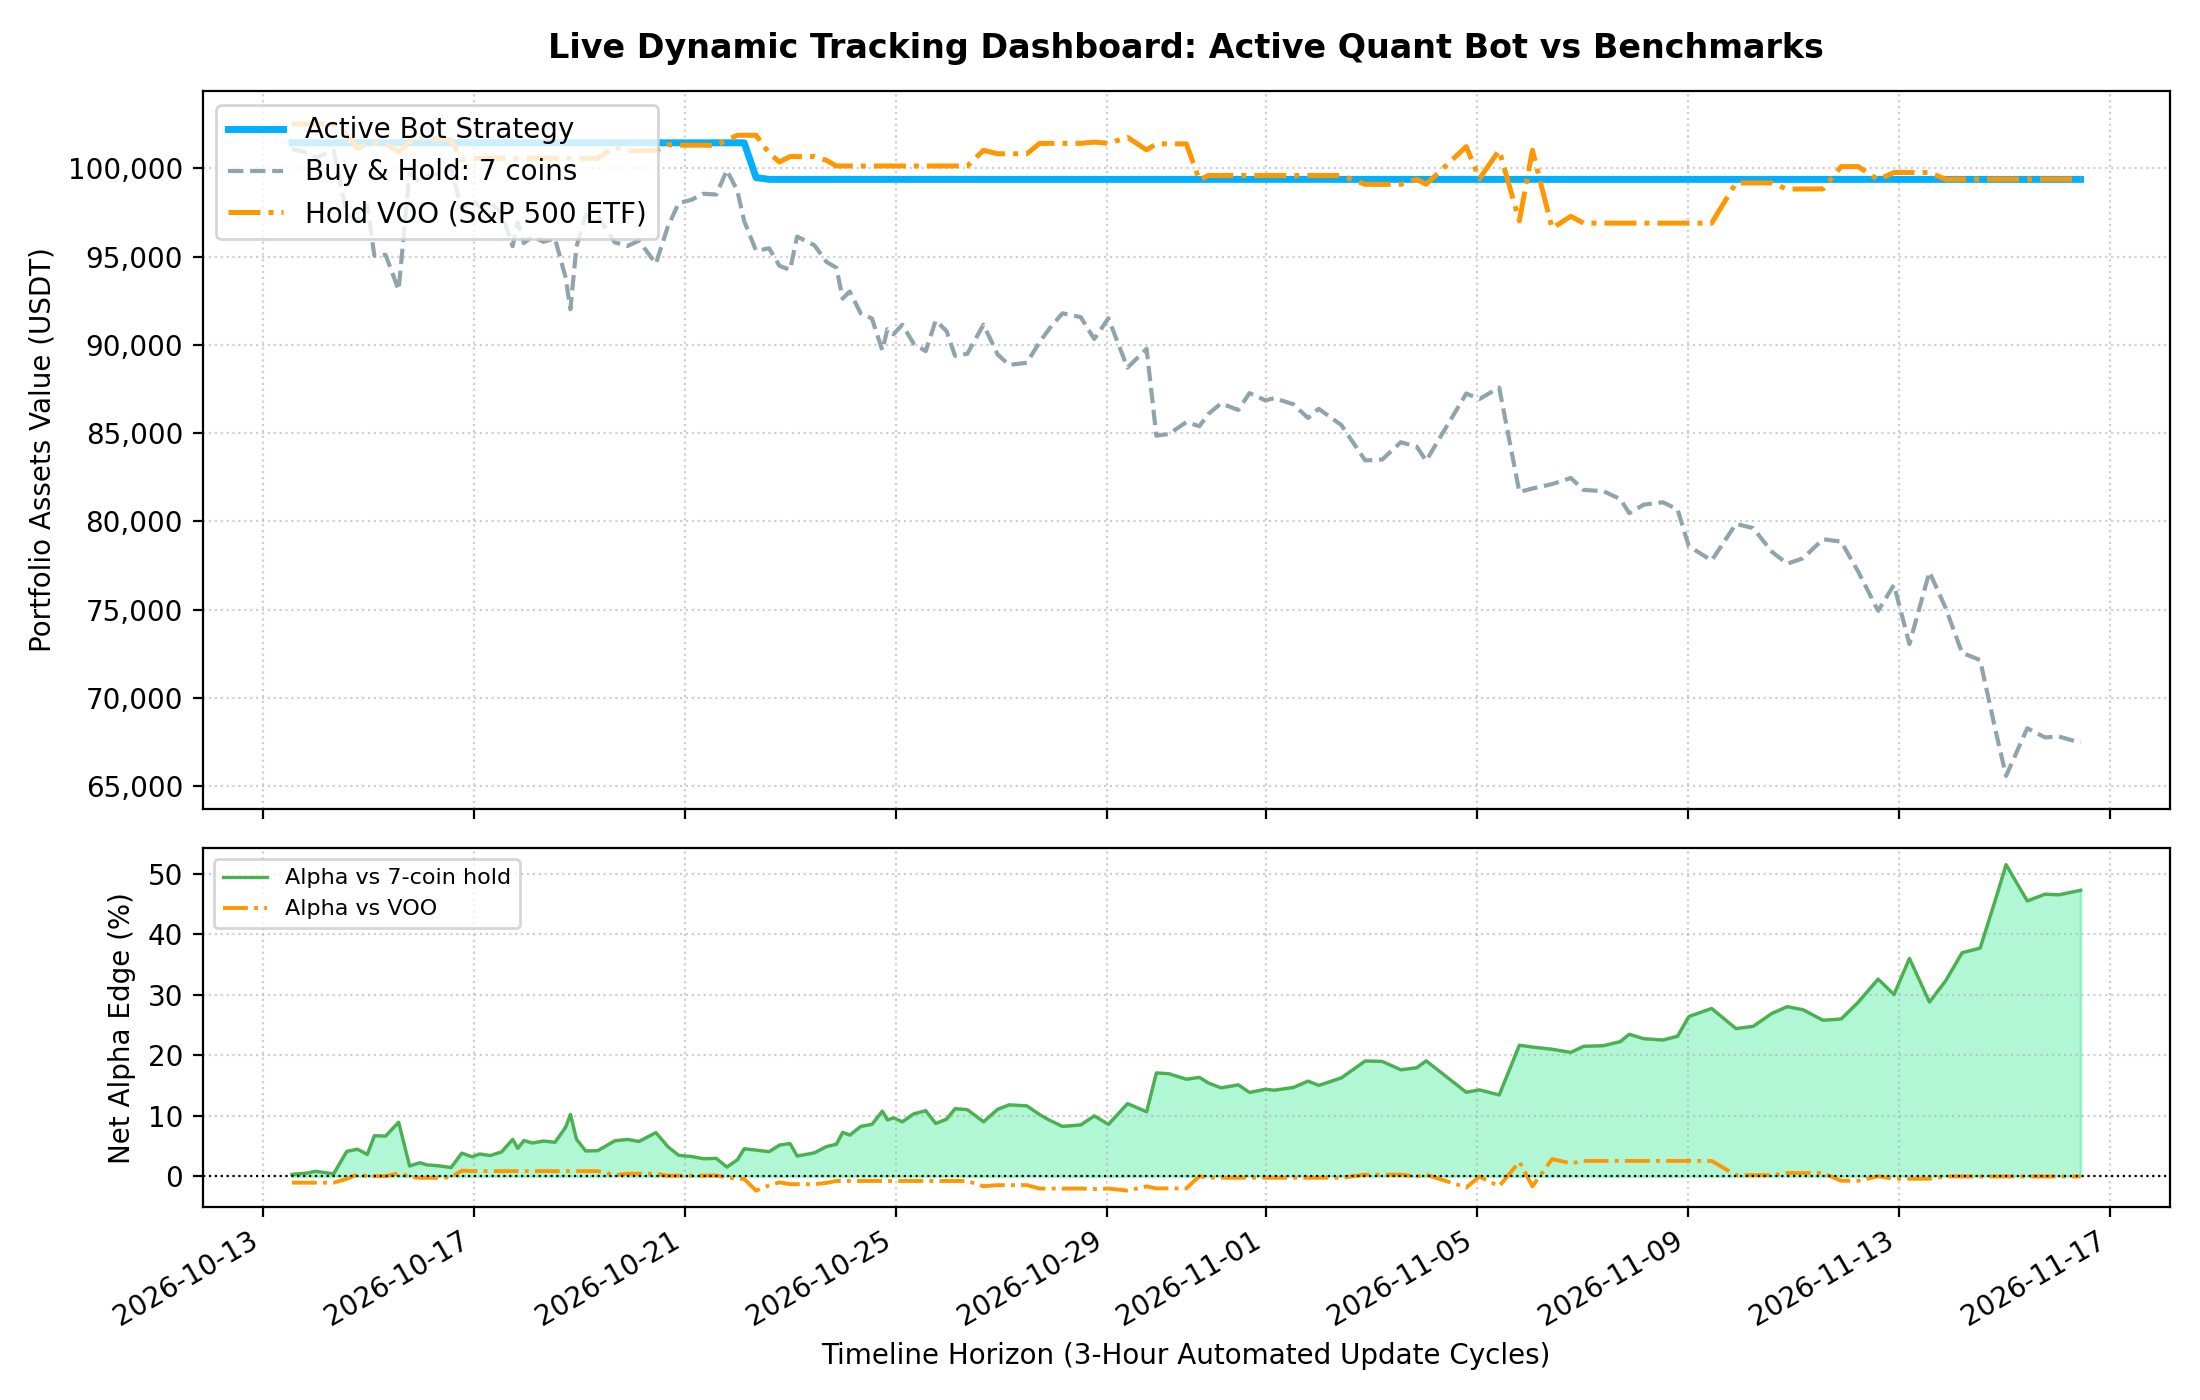 Live Dynamic Tracking Dashboard: Active Quant Bot vs Benchmarks
Portfolio Assets Value (USDT)
100,000
95,000
90,000
85,000
80,000
75,000
70,000
65,000
Active Bot Strategy
Buy & Hold: 7 coins
Hold VOO (S&P 500 ETF)
Net Alpha Edge (%)
50
40
30
20
10
0
Alpha vs 7-coin hold
Alpha vs VOO
2026-10-13
2026-10-17
2026-10-21
2026-10-25
2026-10-29
2026-11-01
2026-11-05
2026-11-09
2026-11-13
2026-11-17
Timeline Horizon (3-Hour Automated Update Cycles)